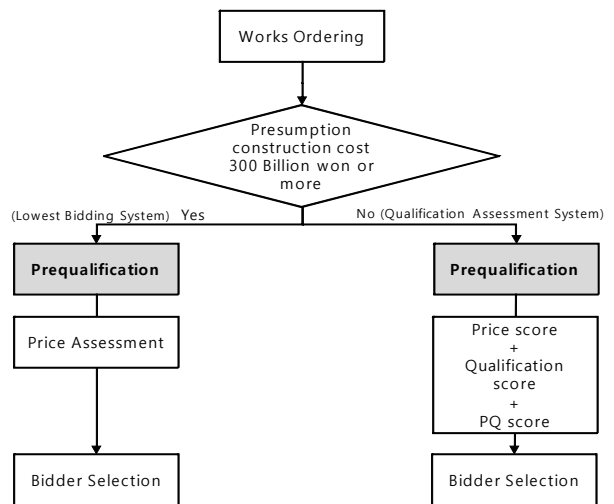 Works Ordering
Presumption
construction cost
300 Billion won or
more
(Lowest Bidding System) Yes
No (Qualification Assessment System)
Prequalification
Prequalification
Price Assessment
Price score
+
Qualification
score
+
PQ score
Bidder Selection
Bidder Selection